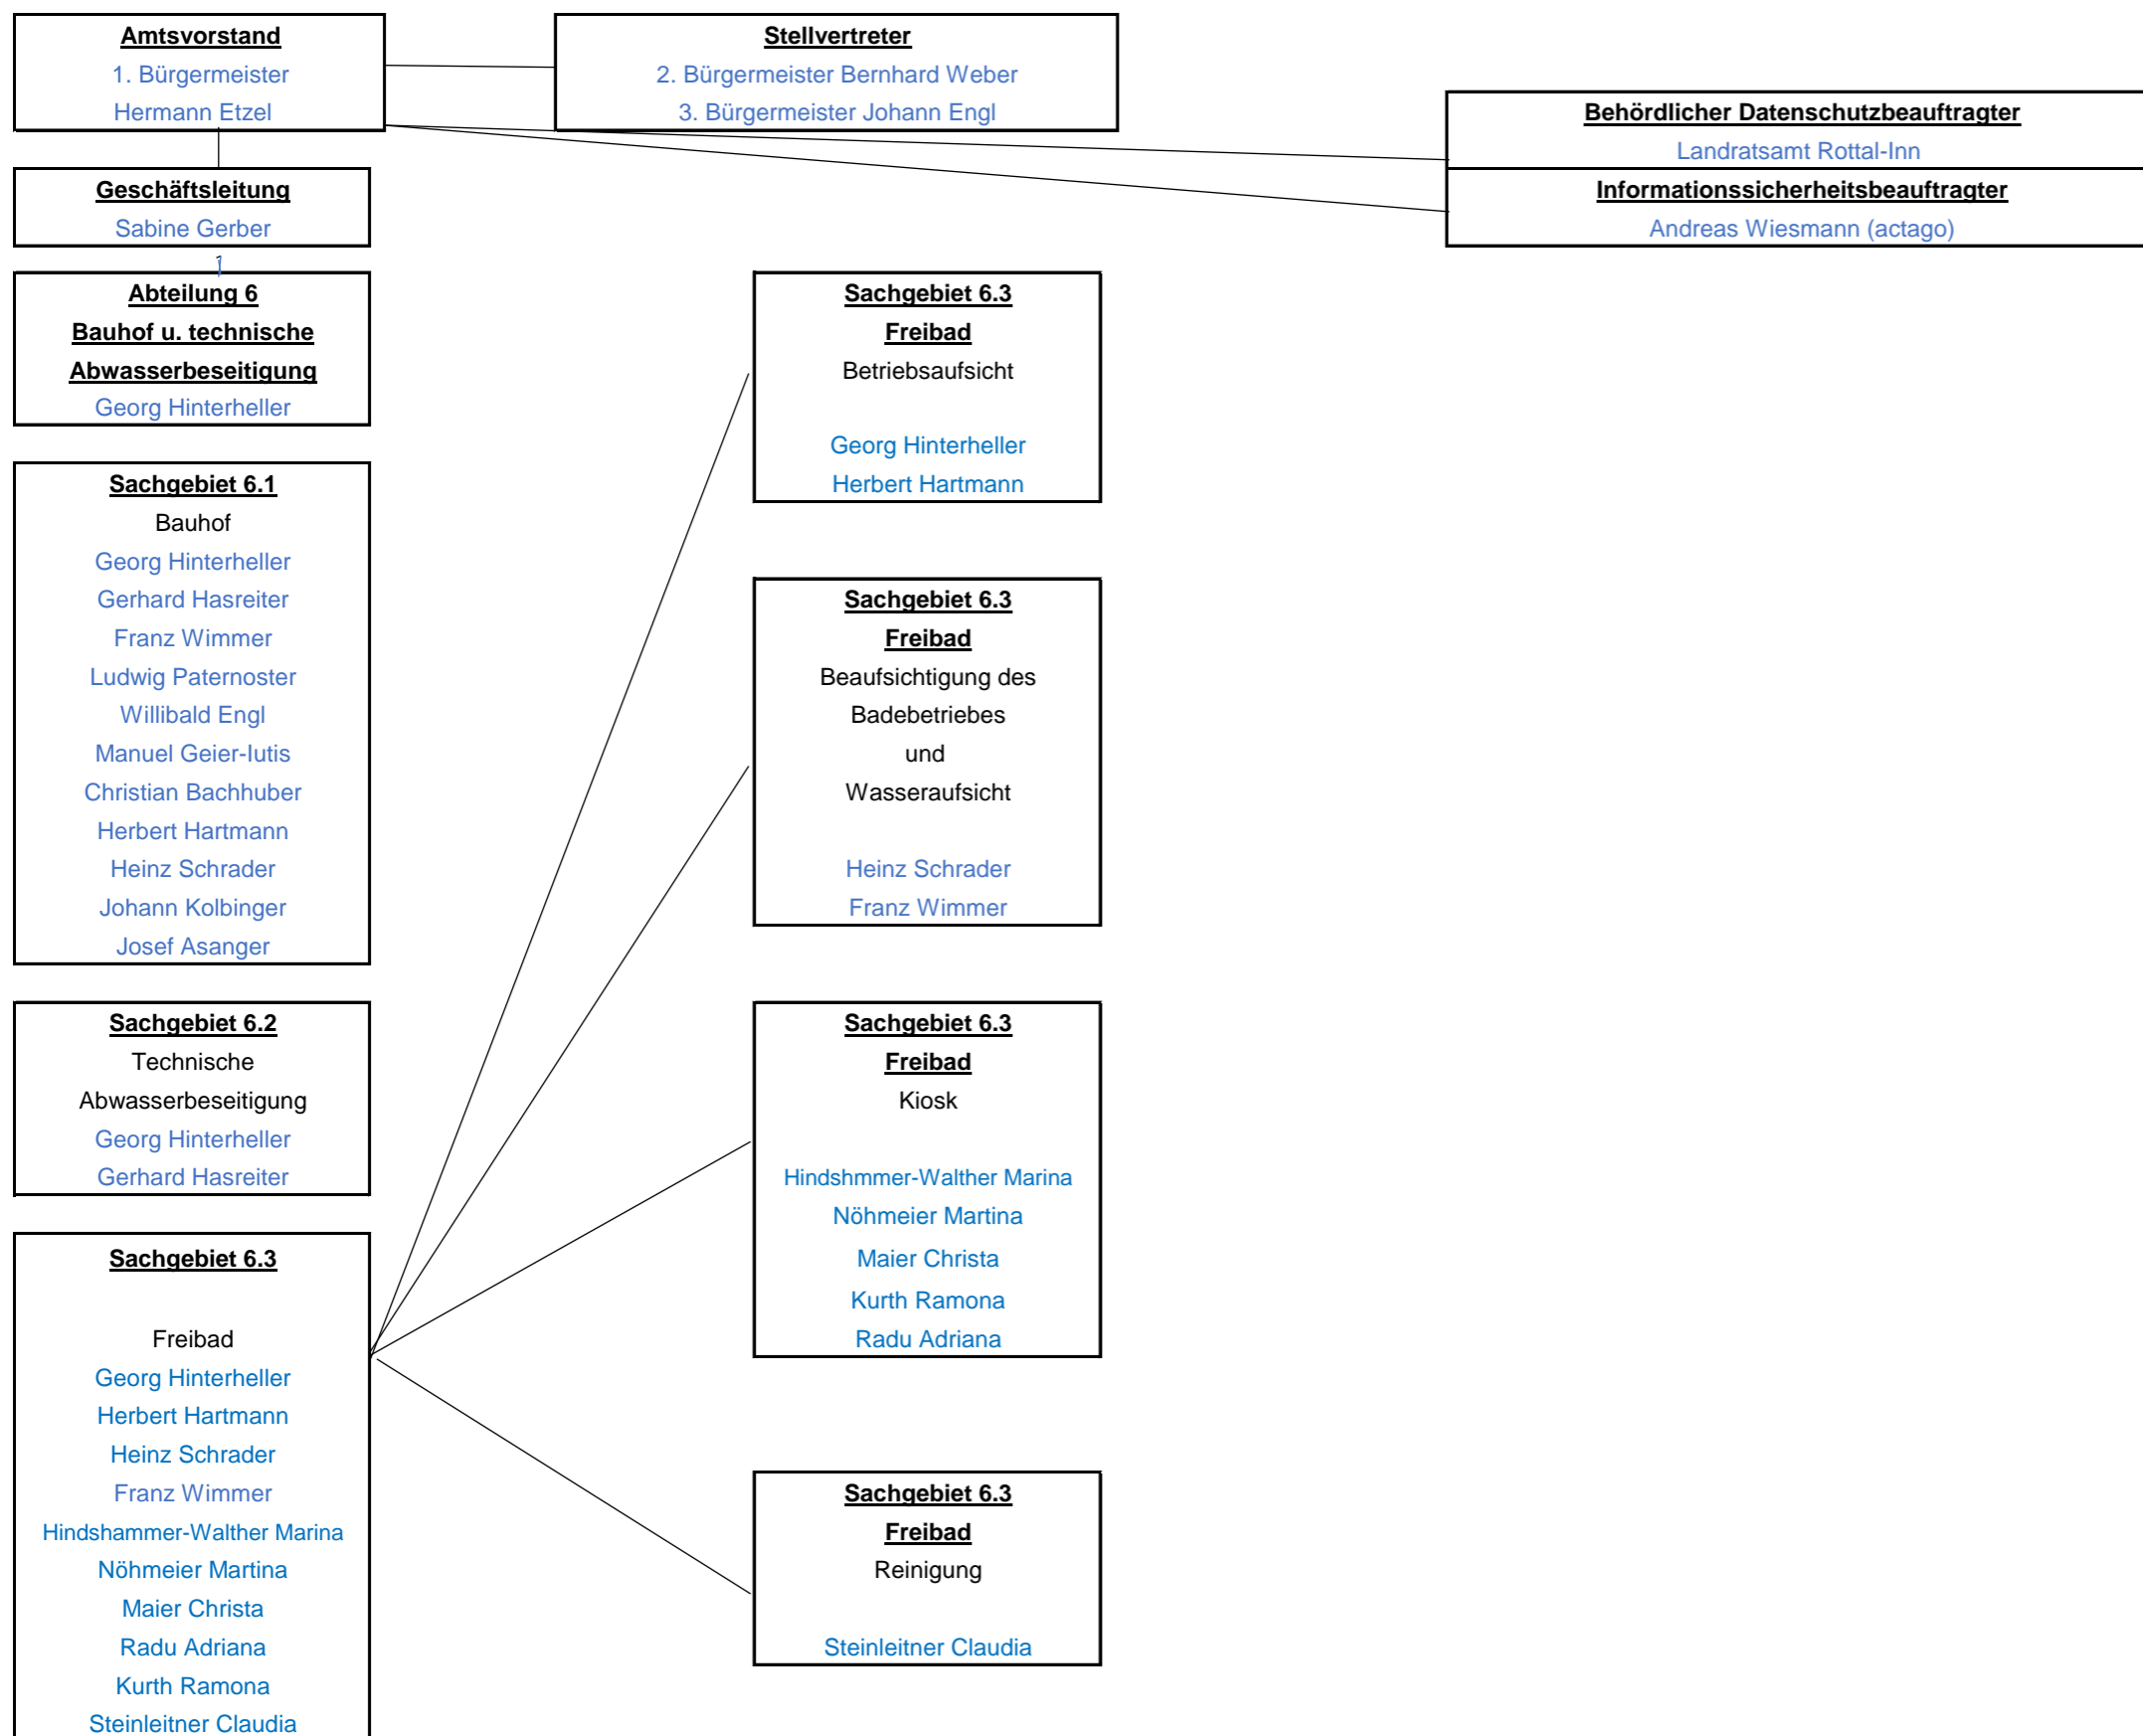 Amtsvorstand
1. Bürgermeister
Hermann Etzel
Stellvertreter
2. Bürgermeister Bernhard Weber
3. Bürgermeister Johann Engl
Behördlicher Datenschutzbeauftragter
Landratsamt Rottal-Inn
Informationssicherheitsbeauftragter
Andreas Wiesmann (actago)
Geschäftsleitung
Sabine Gerber
1
Abteilung 6
Bauhof u. technische
Abwasserbeseitigung
Georg Hinterheller
Sachgebiet 6.1
Bauhof
Georg Hinterheller
Gerhard Hasreiter
Franz Wimmer
Ludwig Paternoster
Willibald Engl
Manuel Geier-Iutis
Christian Bachhuber
Herbert Hartmann
Heinz Schrader
Johann Kolbinger
Josef Asanger
Sachgebiet 6.2
Technische
Abwasserbeseitigung
Georg Hinterheller
Gerhard Hasreiter
Sachgebiet 6.3
Freibad
Georg Hinterheller
Herbert Hartmann
Heinz Schrader
Franz Wimmer
Hindshammer-Walther Marina
Nöhmeier Martina
Maier Christa
Radu Adriana
Kurth Ramona
Steinleitner Claudia
Sachgebiet 6.3
Freibad
Betriebsaufsicht
Georg Hinterheller
Herbert Hartmann
Sachgebiet 6.3
Freibad
Beaufsichtigung des
Badebetriebes
und
Wasseraufsicht
Heinz Schrader
Franz Wimmer
Sachgebiet 6.3
Freibad
Kiosk
Hindshmmer-Walther Marina
Nöhmeier Martina
Maier Christa
Kurth Ramona
Radu Adriana
Sachgebiet 6.3
Freibad
Reinigung
Steinleitner Claudia